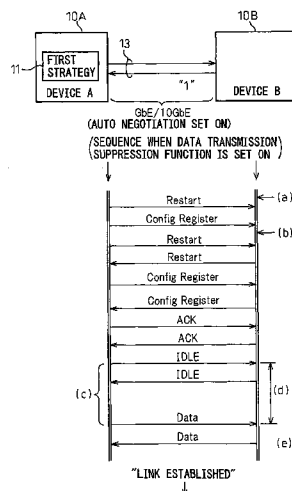 10A
10B
13
11
FIRST
STRATEGY
DEVICE A
"1"
DEVICE B
GbE/10GbE
(AUTO NEGOTIATION SET ON)
(SEQUENCE WHEN DATA TRANSMISSION
SUPPRESSION FUNCTION IS SET ON)
Restart
(a)
Config Register
(b)
Restart
Restart
Config Register
Config Register
ACK
ACK
IDLE
IDLE
(c)
(d)
Data
Data
(e)
"LINK ESTABLISHED"